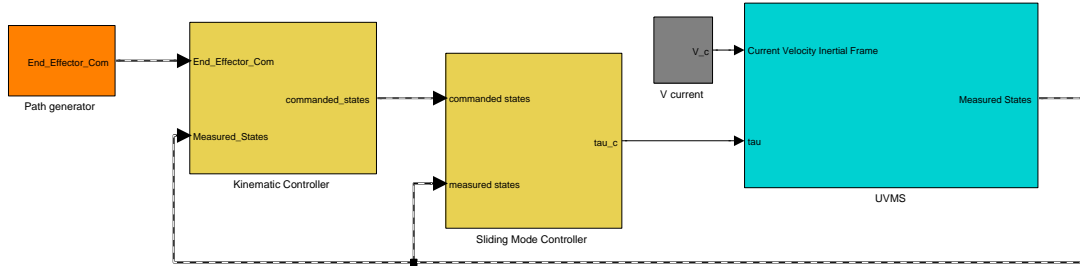 End_Effector_Com
Path generator
End_Effector_Com
commanded_states
Measured_States
Kinematic Controller
commanded states
tau_c
measured states
Sliding Mode Controller
V_c
V current
Current Velocity Inertial Frame
Measured States
tau
UVMS